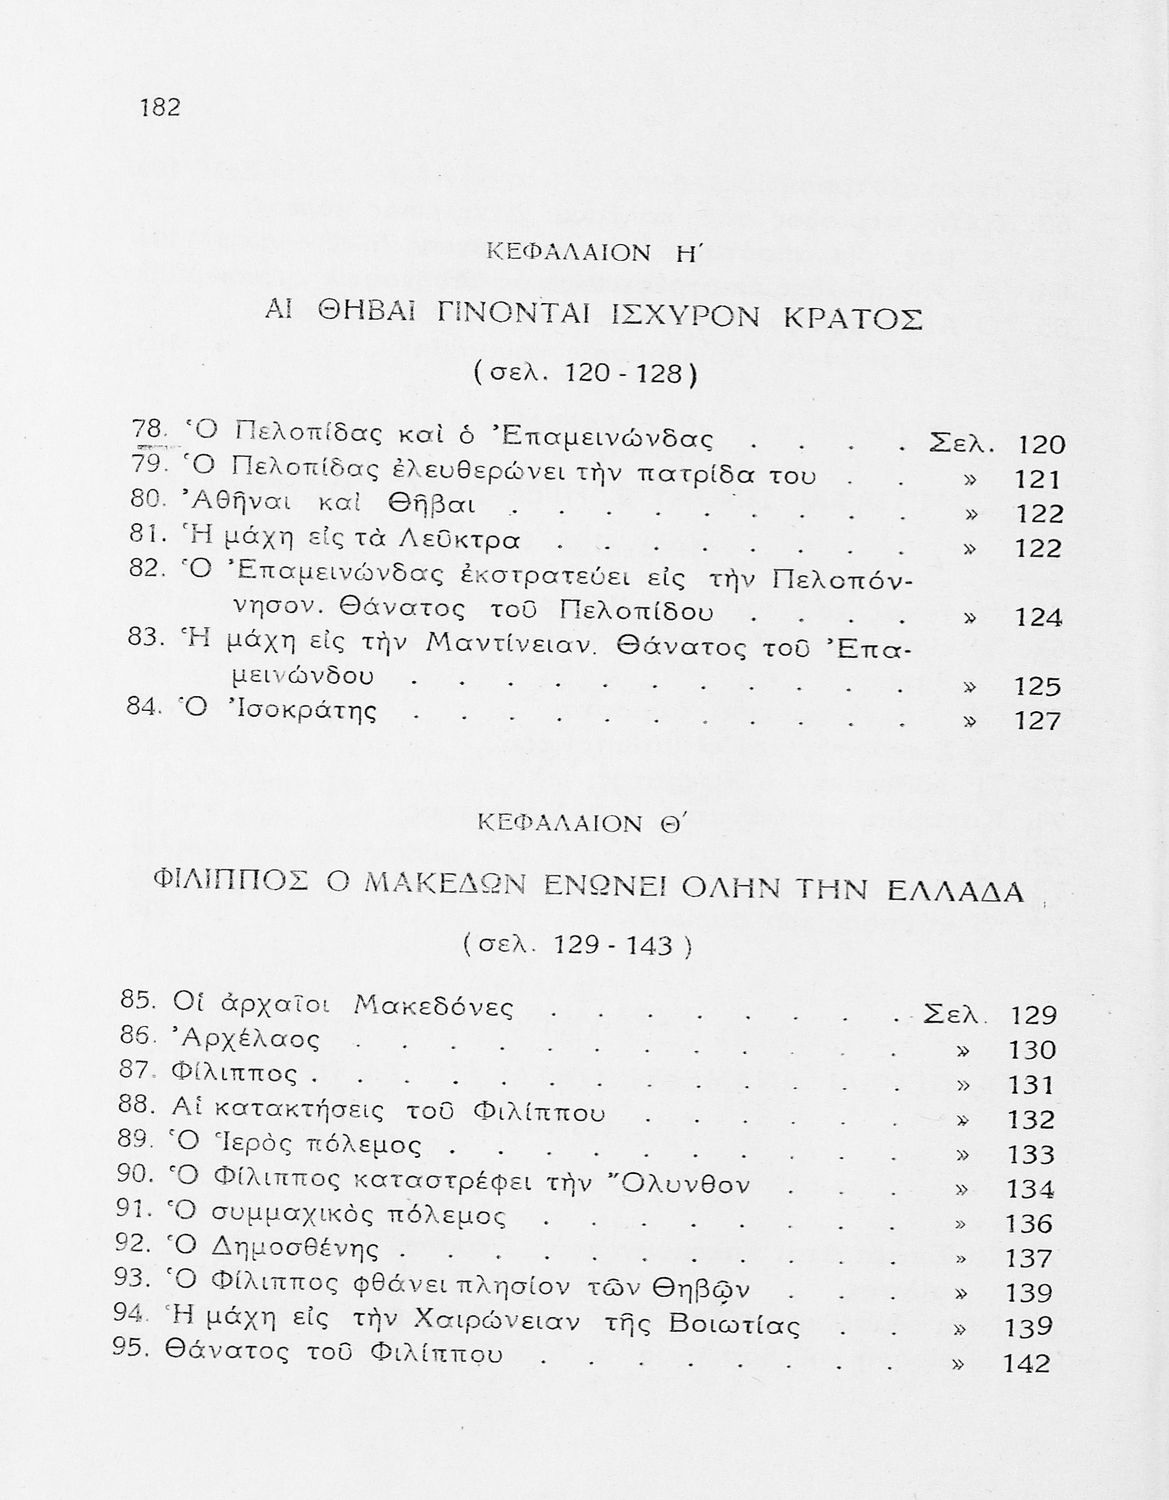 182
ΚΕΦΑΛΑΙΟΝ Η΄
ΑΙ ΘΗΒΑΙ ΓΙΝΟΝΤΑΙ ΙΣΧΥΡΟΝ ΚΡΑΤΟΣ
(σελ. 120 - 128)
78. Ὁ Πελοπίδας καὶ ὁ Ἐπαμεινώνδας . . . . Σελ. 120
79. Ὁ Πελοπίδας ἐλευθερώνει τὴν πατρίδα του . . » 121
80. Ἀθῆναι καὶ Θῆβαι . . . . . . . . . » 122
81. Ἡ μάχη εἰς τὰ Λεῦκτρα . . . . . . . . » 122
82. Ὁ Ἐπαμεινώνδας ἐκστρατεύει εἰς τὴν Πελοπόν-
νησον. Θάνατος τοῦ Πελοπίδου . . . . » 124
83. Ἡ μάχη εἰς τὴν Μαντίνειαν. Θάνατος τοῦ Ἐπα-
μεινώνδου . . . . . . . . . . . » 125
84. Ὁ Ἰσοκράτης . . . . . . . . . . . » 127
ΚΕΦΑΛΑΙΟΝ Θ΄
ΦΙΛΙΠΠΟΣ Ο ΜΑΚΕΔΩΝ ΕΝΩΝΕΙ ΟΛΗΝ ΤΗΝ ΕΛΛΑΔΑ
(σελ. 129 - 143)
85. Οἱ ἀρχαῖοι Μακεδόνες . . . . . . . . Σελ. 129
86. Ἀρχέλαος . . . . . . . . . . . . » 130
87. Φίλιππος . . . . . . . . . . . . . » 131
88. Αἱ κατακτήσεις τοῦ Φιλίππου . . . . . . » 132
89. Ὁ Ἱερὸς πόλεμος . . . . . . . . . . » 133
90. Ὁ Φίλιππος καταστρέφει τὴν Ὄλυνθον . . . » 134
91. Ὁ συμμαχικὸς πόλεμος . . . . . . . . » 136
92. Ὁ Δημοσθένης . . . . . . . . . . . » 137
93. Ὁ Φίλιππος φθάνει πλησίον τῶν Θηβῶν . . . » 139
94. Ἡ μάχη εἰς τὴν Χαιρώνειαν τῆς Βοιωτίας . . » 139
95. Θάνατος τοῦ Φιλίππου . . . . . . . . » 142